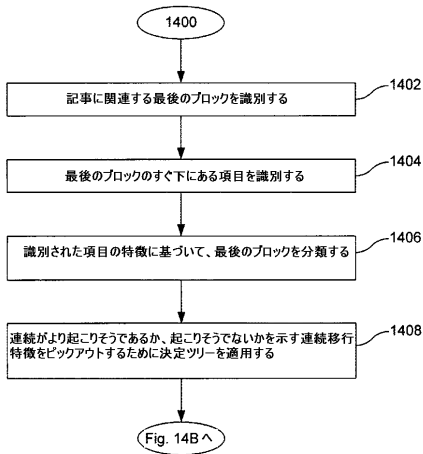 1400
記事に関連する最後のブロックを識別する
1402
最後のブロックのすぐ下にある項目を識別する
1404
識別された項目の特徴に基づいて、最後のブロックを分類する
1406
連続がより起こりそうであるか、起こりそうでないかを示す連続移行
特徴をピックアウトするために決定ツリーを適用する
1408
Fig. 14Bへ